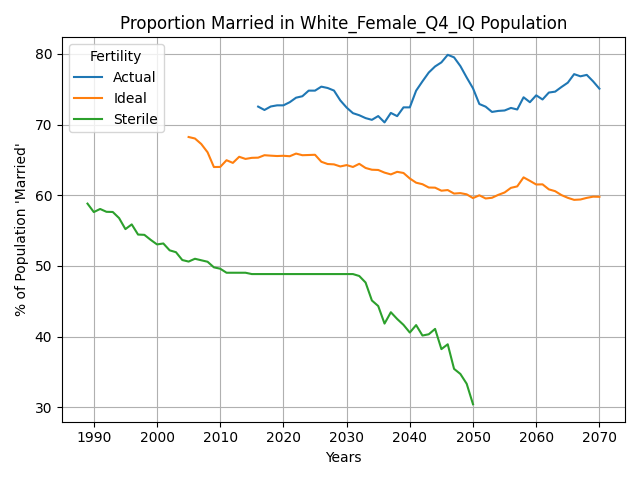 Proportion Married in White_Female_Q4_IQ Population
% of Population 'Married'
80
70
60
50
40
30
Fertility
Actual
Ideal
Sterile
1990 2000 2010 2020 2030 2040 2050 2060 2070
Years